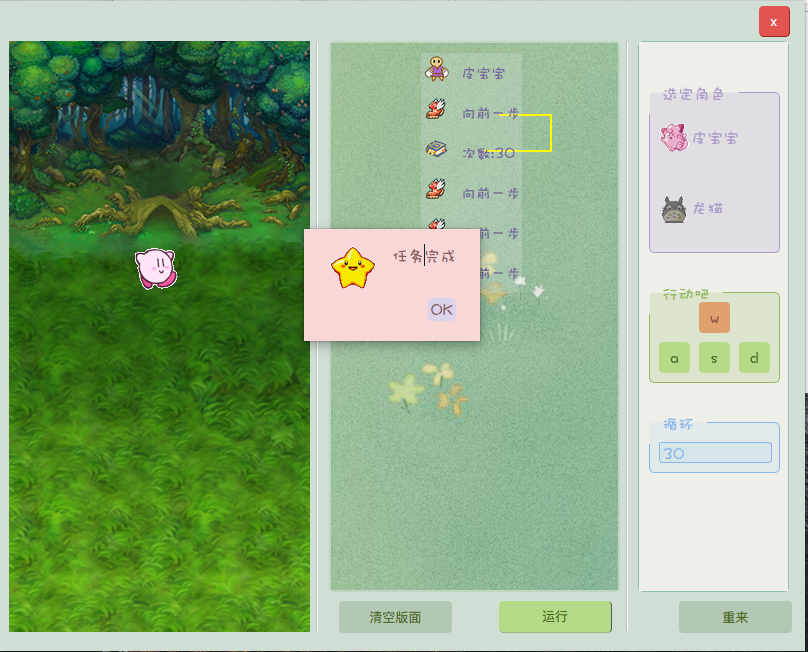 x
皮宝宝
向前一步
次数:30
向前一步
向前一步
前一步
任务完成
OK
选定角色
皮宝宝
龙猫
行动吧
w
a s d
循环
30
清空版面
运行
重来